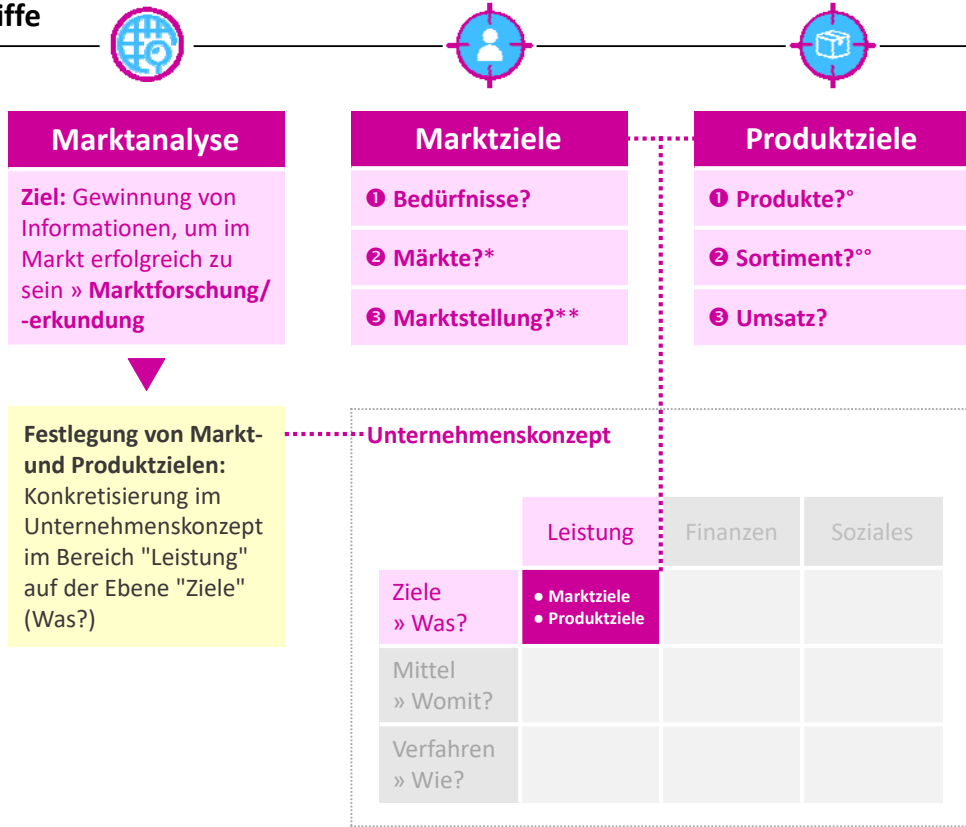 iffe
Marktanalyse
Ziel: Gewinnung von
Informationen, um im
Markt erfolgreich zu
sein » Marktforschung/
-erkundung
Marktziele
❶ Bedürfnisse?
❷ Märkte?*
❸ Marktstellung?**
Produktziele
❶ Produkte?°
❷ Sortiment?°°
❸ Umsatz?
Festlegung von Markt-
und Produktzielen:
Konkretisierung im
Unternehmenskonzept
im Bereich "Leistung"
auf der Ebene "Ziele"
(Was?)
Unternehmenskonzept
Leistung
Finanzen
Soziales
Ziele
» Was?
● Marktziele
● Produktziele
Mittel
» Womit?
Verfahren
» Wie?